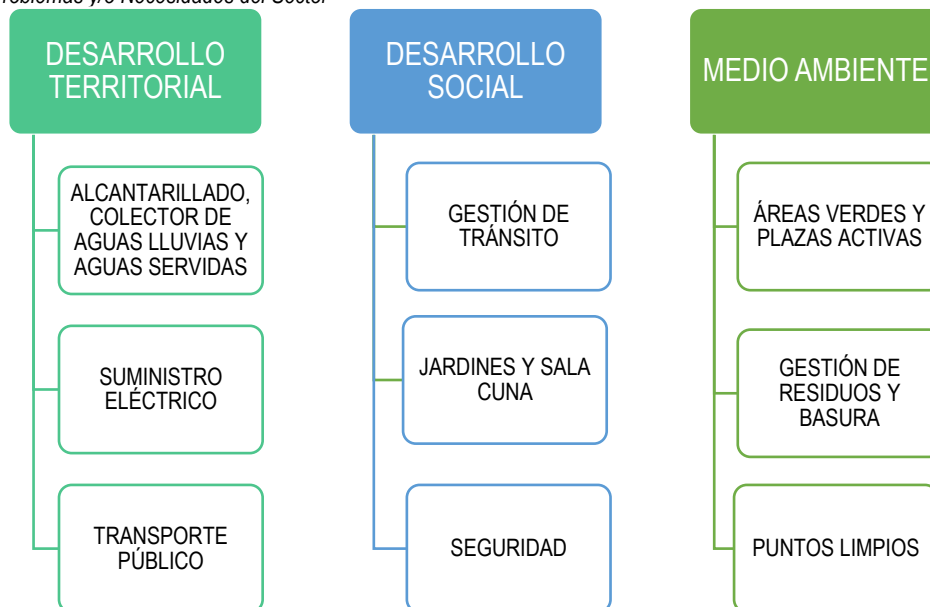 y/o Necesidades del Sector
DESARROLLO
TERRITORIAL
ALCANTARILLADO,
COLECTOR DE
AGUAS LLUVIAS Y
AGUAS SERVIDAS
SUMINISTRO
ELÉCTRICO
TRANSPORTE
PÚBLICO
DESARROLLO
SOCIAL
GESTIÓN DE
TRÁNSITO
JARDINES Y SALA
CUNA
SEGURIDAD
MEDIO AMBIENTE
ÁREAS VERDES Y
PLAZAS ACTIVAS
GESTIÓN DE
RESIDUOS Y
BASURA
PUNTOS LIMPIOS